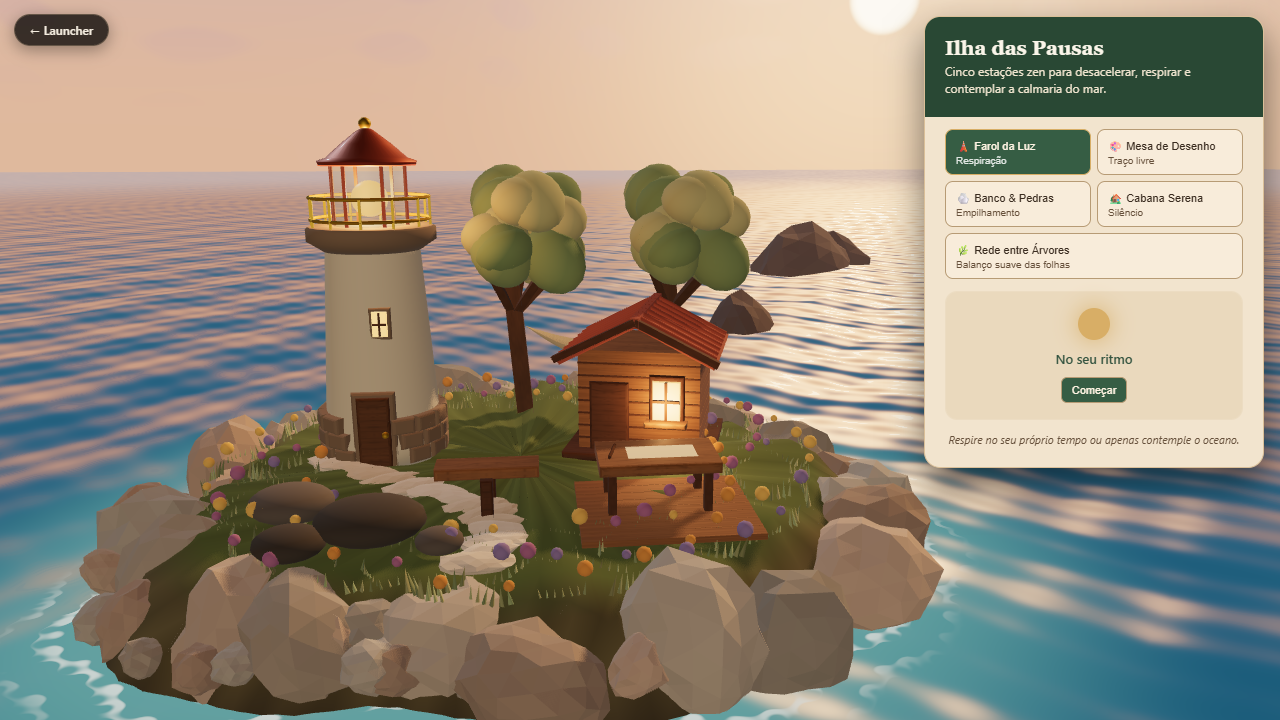 ← Launcher
Ilha das Pausas
Cinco estações zen para desacelerar, respirar e
contemplar a calmaria do mar.
Farol da Luz
Respiração
Mesa de Desenho
Traço livre
Banco & Pedras
Empilhamento
Cabana Serena
Silêncio
Rede entre Árvores
Balanço suave das folhas
No seu ritmo
Começar
Respire no seu próprio tempo ou apenas contemple o oceano.